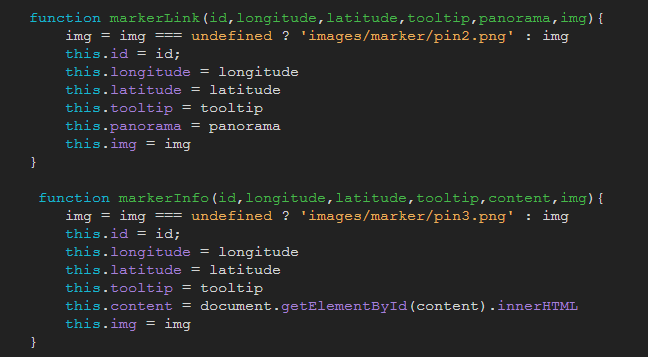 function markerLink(id,longitude,latitude,tooltip,panorama,img){
    img = img === undefined ? 'images/marker/pin2.png' : img
    this.id = id;
    this.longitude = longitude
    this.latitude = latitude
    this.tooltip = tooltip
    this.panorama = panorama
    this.img = img
}
 function markerInfo(id,longitude,latitude,tooltip,content,img){
    img = img === undefined ? 'images/marker/pin3.png' : img
    this.id = id;
    this.longitude = longitude
    this.latitude = latitude
    this.tooltip = tooltip
    this.content = document.getElementById(content).innerHTML
    this.img = img
}